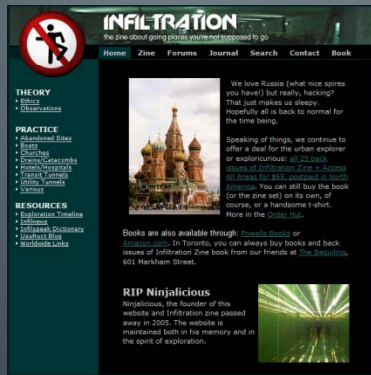 INFILTRATION
the zine about going places you're not supposed to go
Home Zine Forums Journal Search Contact Book
THEORY
Ethics
Observations
PRACTICE
Abandoned Sites
Boats
Churches
Drains/Catacombs
Hotels/Hospitals
Transit Tunnels
Utility Tunnels
Various
RESOURCES
Exploration Timeline
Infilnews
Infilspeak Dictionary
Usufruct Blog
Worldwide Links
We love Russia (what nice spires
you have!) but really, hacking?
That just makes us sleepy.
Hopefully all is back to normal for
the time being.
Speaking of things, we continue to
offer a deal for the urban explorer
or exploricurious: all 25 back
issues of Infiltration Zine + Access
All Areas for $65, postpaid in North
America. You can still buy the book
(or the zine set) on its own, of
course, or a handsome t-shirt.
More in the Order Hut.
Books are also available through: Powells Books or
Amazon.com. In Toronto, you can always buy books and back
issues of Infiltration Zine book from our friends at The Beguiling,
601 Markham Street.
RIP Ninjalicious
Ninjalicious, the founder of this
website and Infiltration zine passed
away in 2005. The website is
maintained both in his memory and in
the spirit of exploration.